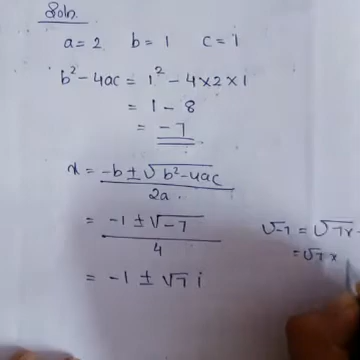 Soln.
a = 2 b = 1 c = 1
b² - 4ac = 1² - 4×2×1
= 1 - 8
= -7
x = (-b ± √(b² - 4ac)) / 2a
= (-1 ± √-7) / 4
√-7 = √7×
= √7 ×
= -1 ± √7 i